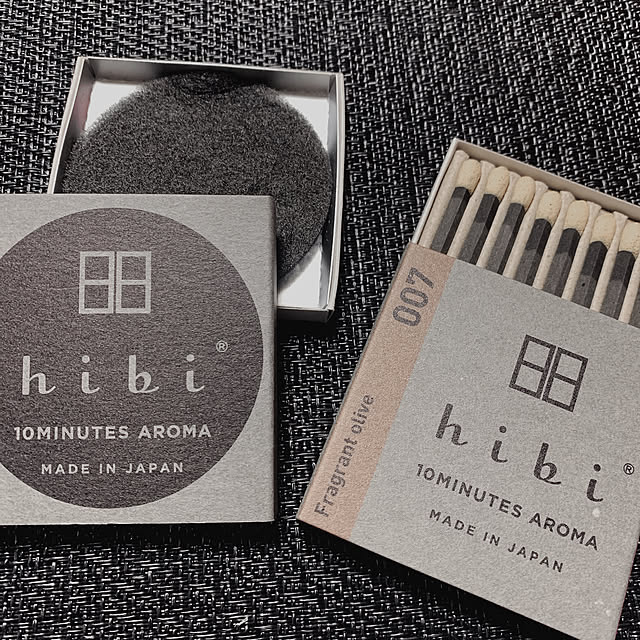 hibi®
10MINUTES AROMA
MADE IN JAPAN
007
Fragrant olive
hibi®
10MINUTES AROMA
MADE IN JAPAN